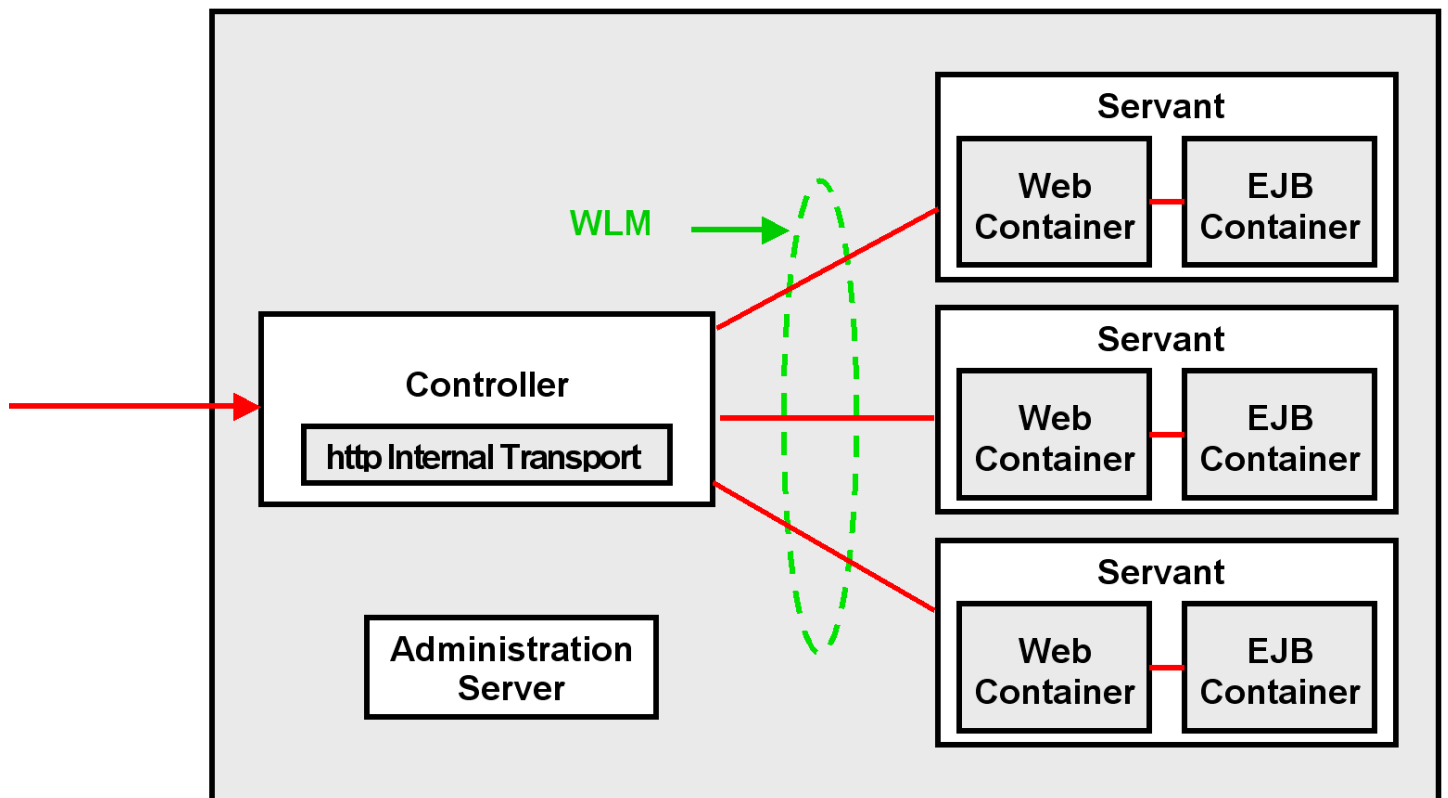 Servant
Web
Container
EJB
Container
WLM
Servant
Controller
Web
Container
EJB
Container
http Internal Transport
Servant
Administration
Server
Web
Container
EJB
Container